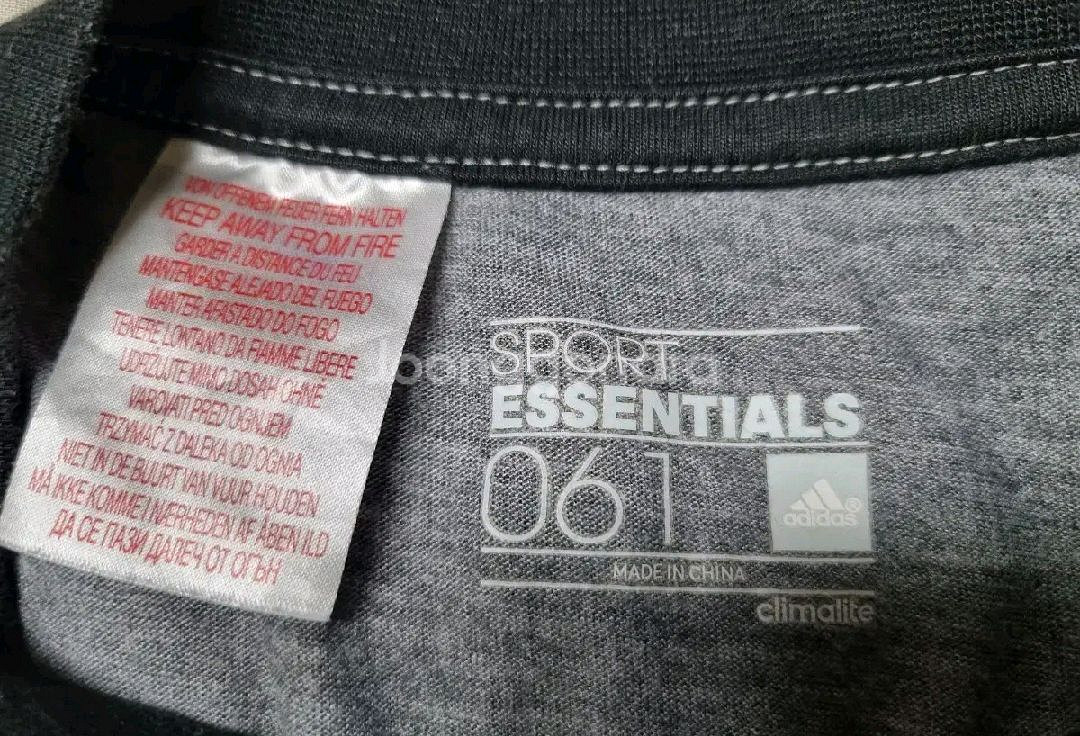 VOM OFFENEN FEUER FERN HALTEN
KEEP AWAY FROM FIRE
GARDER À DISTANCE DU FEU
MANTENGASE ALEJADO DEL FUEGO
MANTER AFASTADO DO FOGO
TENERE LONTANO DA FIAMME LIBERE
UDRŽUJTE MIMO DOSAH OHNĚ
VAROVATI PRED OGNJEM
TRZYMAĆ Z DALEKA OD OGNIA
NIET IN DE BUURT VAN VUUR HOUDEN
MÅ IKKE KOMME I NÆRHEDEN AF ÅBEN ILD
ДА СЕ ПАЗИ ДАЛЕЧ ОТ ОГЪН
SPORT
ESSENTIALS
061
adidas®
MADE IN CHINA
climalite